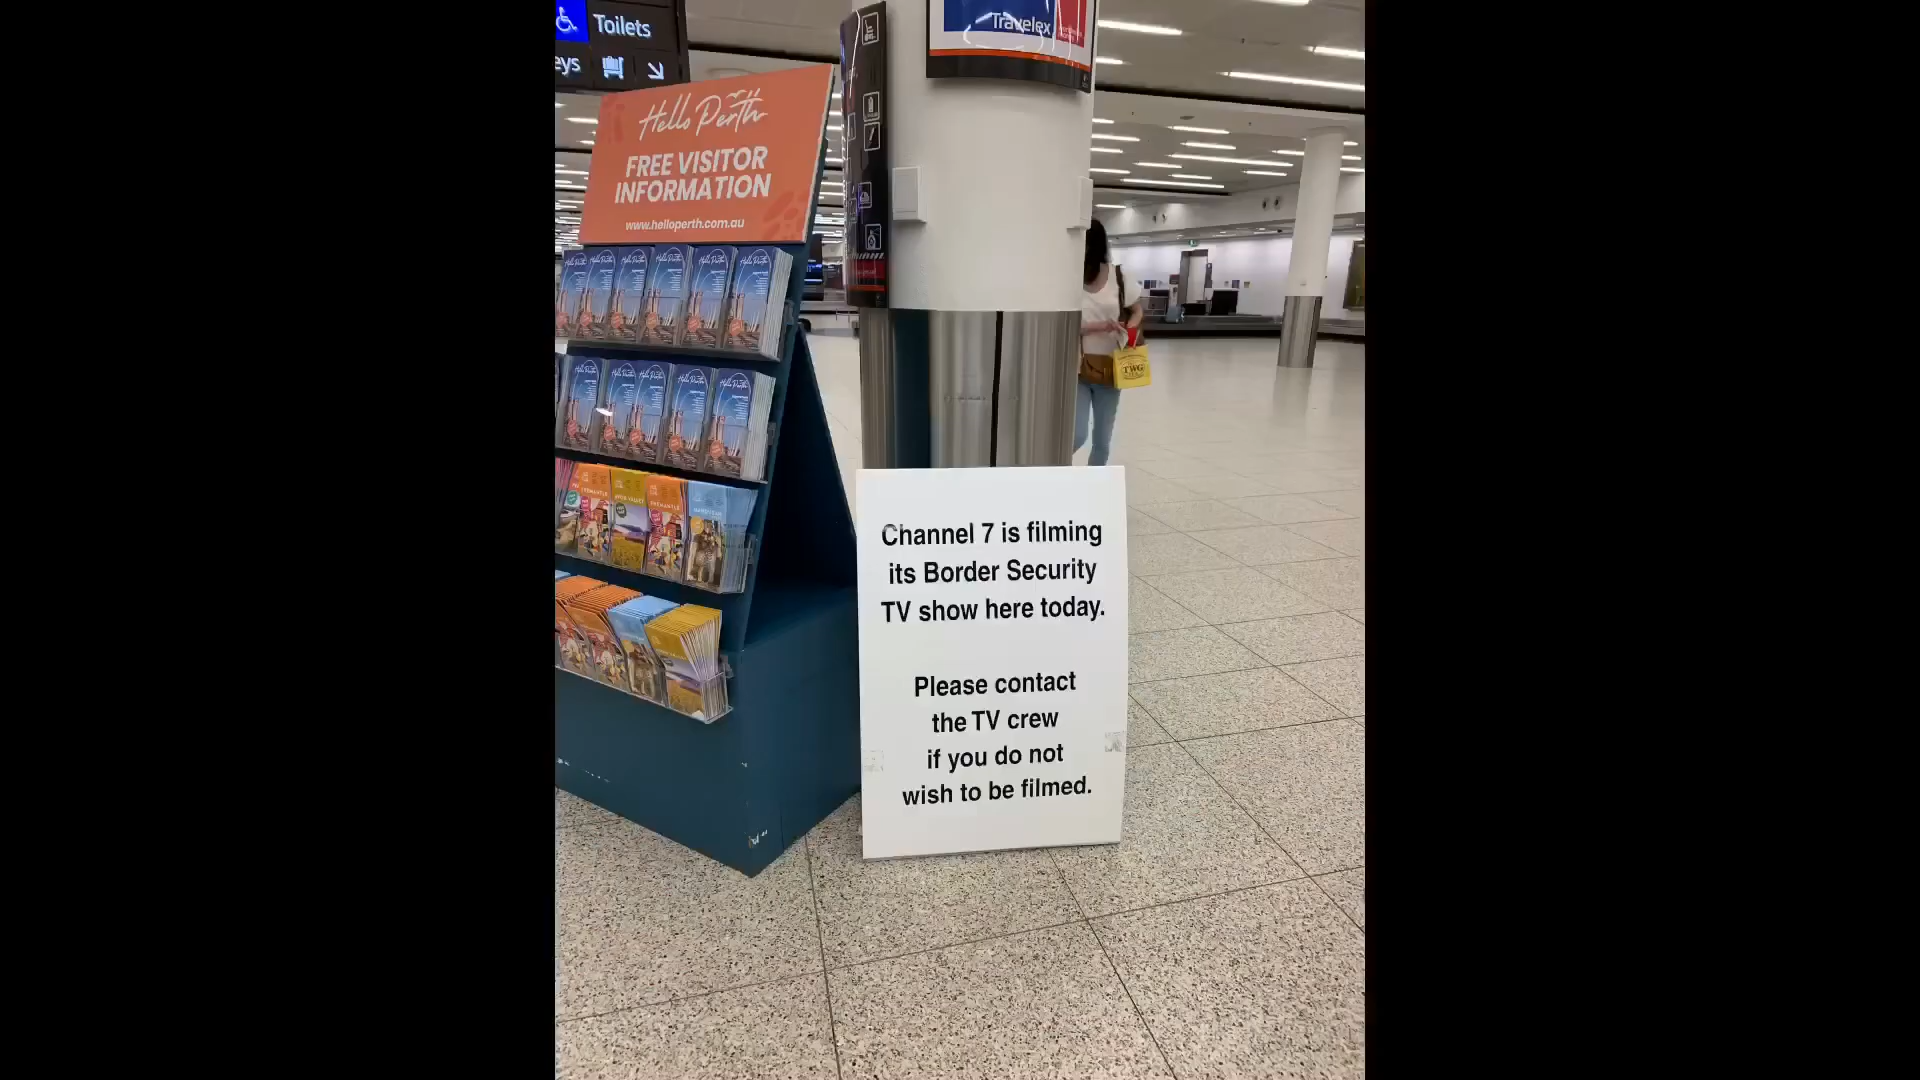 Toilets
eys
Travelex
Hello Perth
FREE VISITOR
INFORMATION
www.helloperth.com.au
TWG
Channel 7 is filming
its Border Security
TV show here today.
Please contact
the TV crew
if you do not
wish to be filmed.